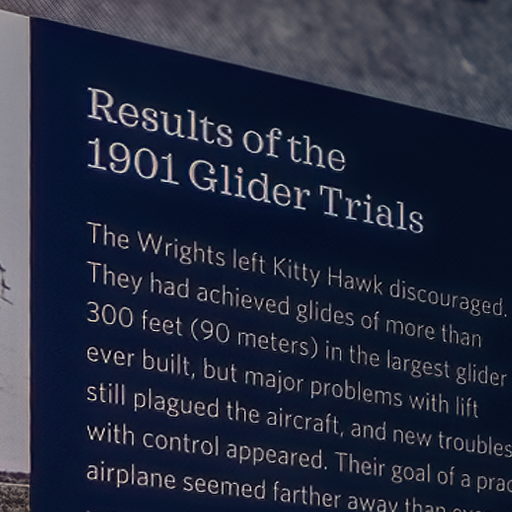 Results of the
1901 Glider Trials
The Wrights left Kitty Hawk discouraged.
They had achieved glides of more than
300 feet (90 meters) in the largest glider
ever built, but major problems with lift
still plagued the aircraft, and new troubles
with control appeared. Their goal of a prac
airplane seemed farther away than